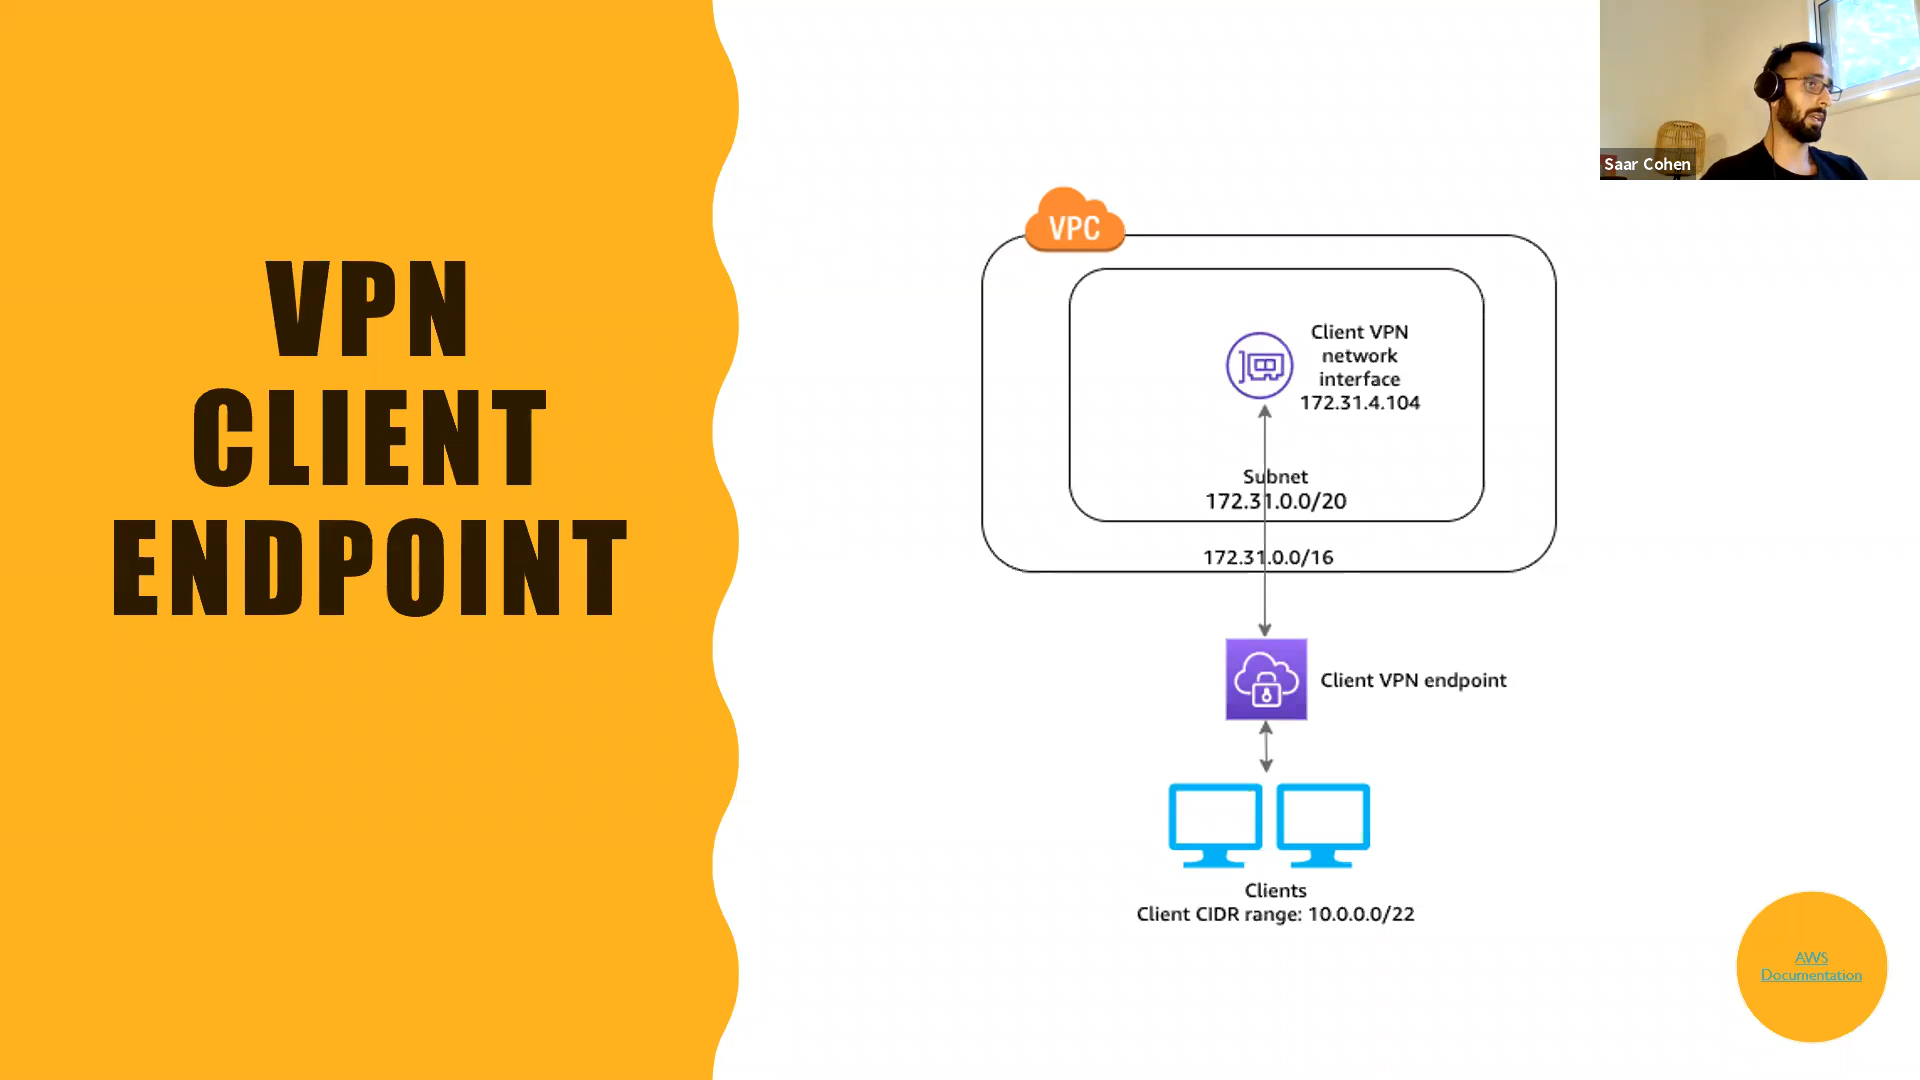 VPN
CLIENT
ENDPOINT
Saar Cohen
VPC
Client VPN
network
interface
172.31.4.104
Subnet
172.31.0.0/20
172.31.0.0/16
Client VPN endpoint
Clients
Client CIDR range: 10.0.0.0/22
AWS
Documentation